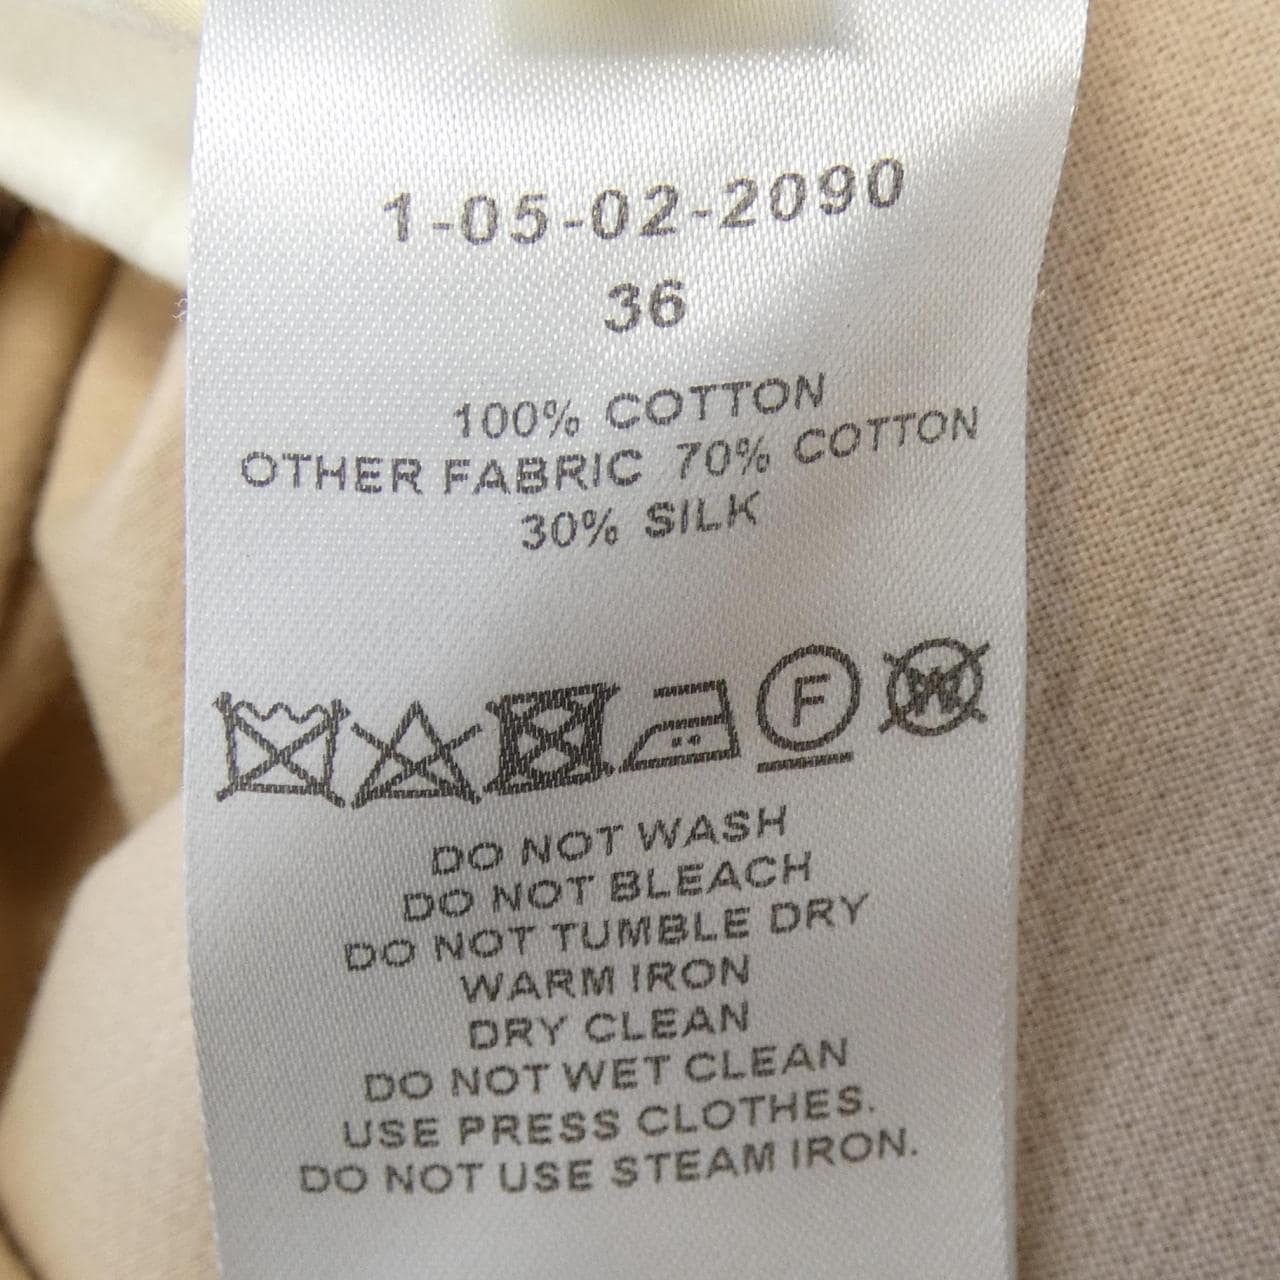 1-05-02-2090
36
100% COTTON
OTHER FABRIC 70% COTTON
30% SILK
F W
DO NOT WASH
DO NOT BLEACH
DO NOT TUMBLE DRY
WARM IRON
DRY CLEAN
DO NOT WET CLEAN
USE PRESS CLOTHES.
DO NOT USE STEAM IRON.